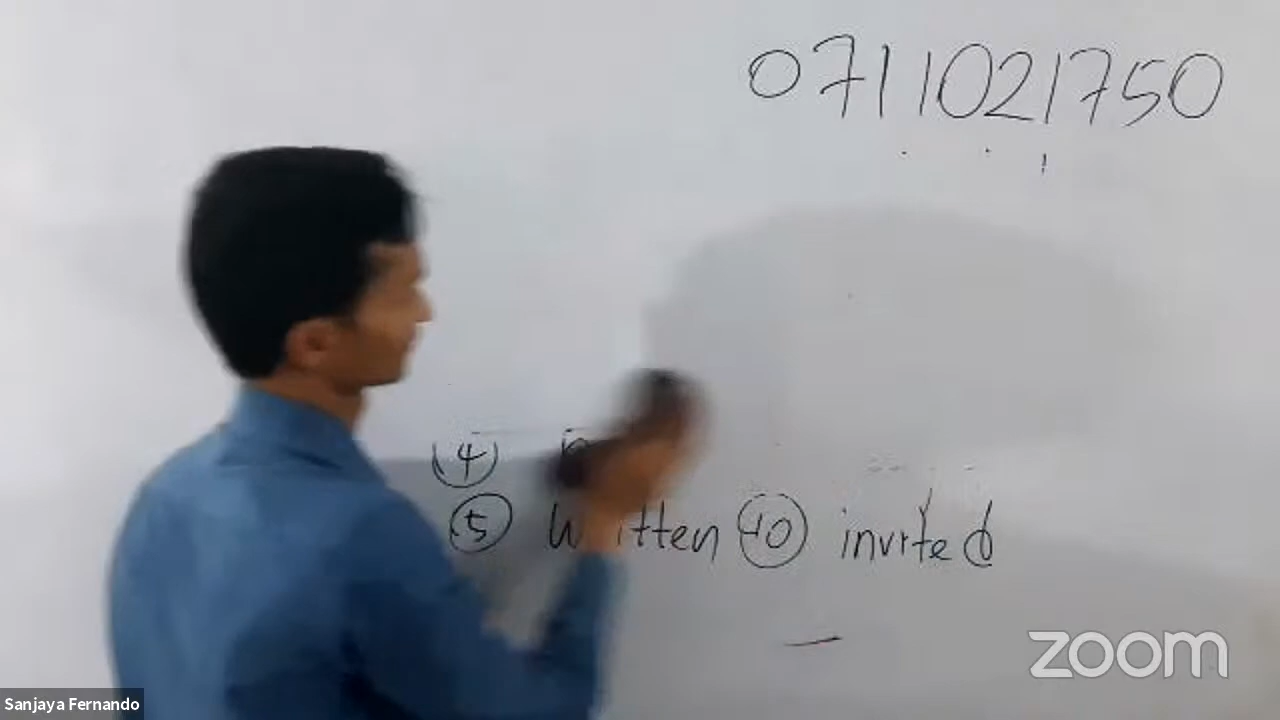 0711021750
④
⑤ written ⑩ invited
zoom
Sanjaya Fernando